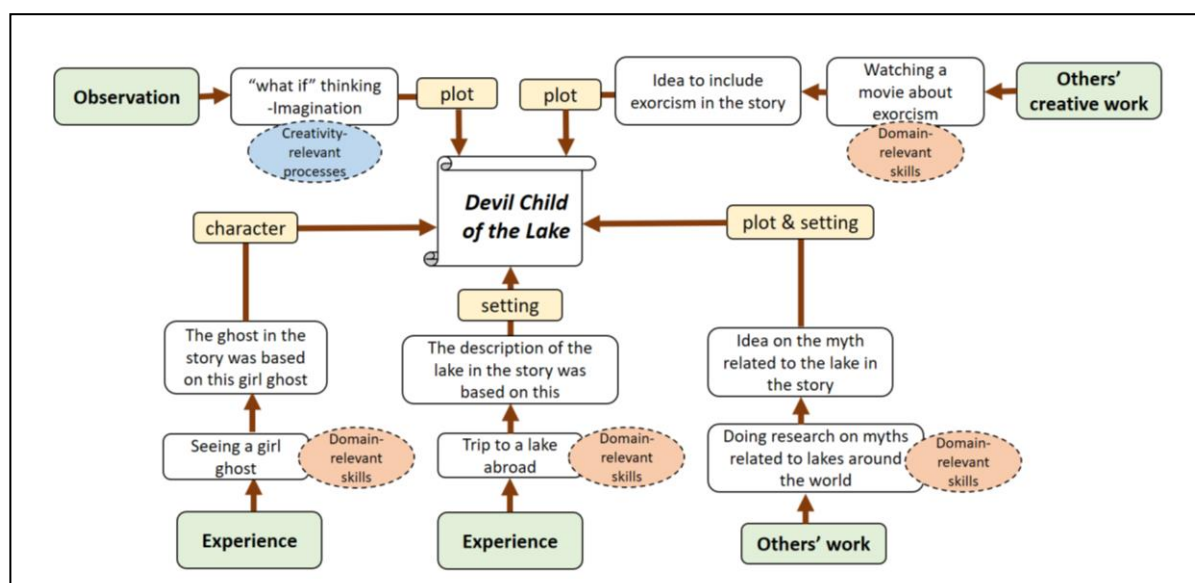 Observation
“what if” thinking
-Imagination
Creativity-
relevant
processes
plot
plot
Idea to include
exorcism in the story
Watching a
movie about
exorcism
Domain-
relevant
skills
Others’
creative work
Devil Child
of the Lake
character
plot & setting
setting
The ghost in the
story was based
on this girl ghost
The description of the
lake in the story was
based on this
Idea on the myth
related to the lake in
the story
Seeing a girl
ghost
Domain-
relevant
skills
Trip to a lake
abroad
Domain-
relevant
skills
Doing research on myths
related to lakes around
the world
Domain-
relevant
skills
Experience
Experience
Others’ work